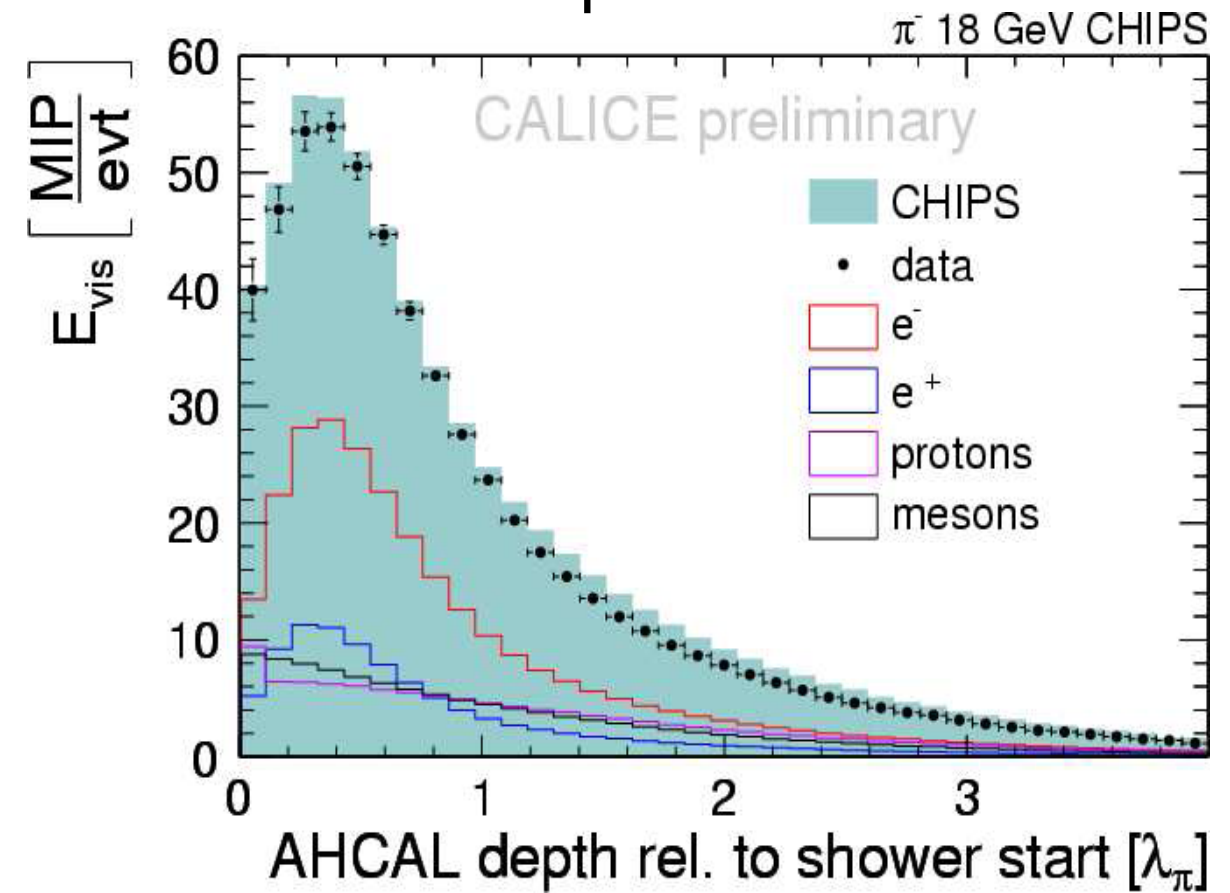 π⁻ 18 GeV CHIPS
CALICE preliminary
E_vis [MIP/evt]
60
50
40
30
20
10
0
CHIPS
data
e⁻
e⁺
protons
mesons
0 1 2 3
AHCAL depth rel. to shower start [λ_π]